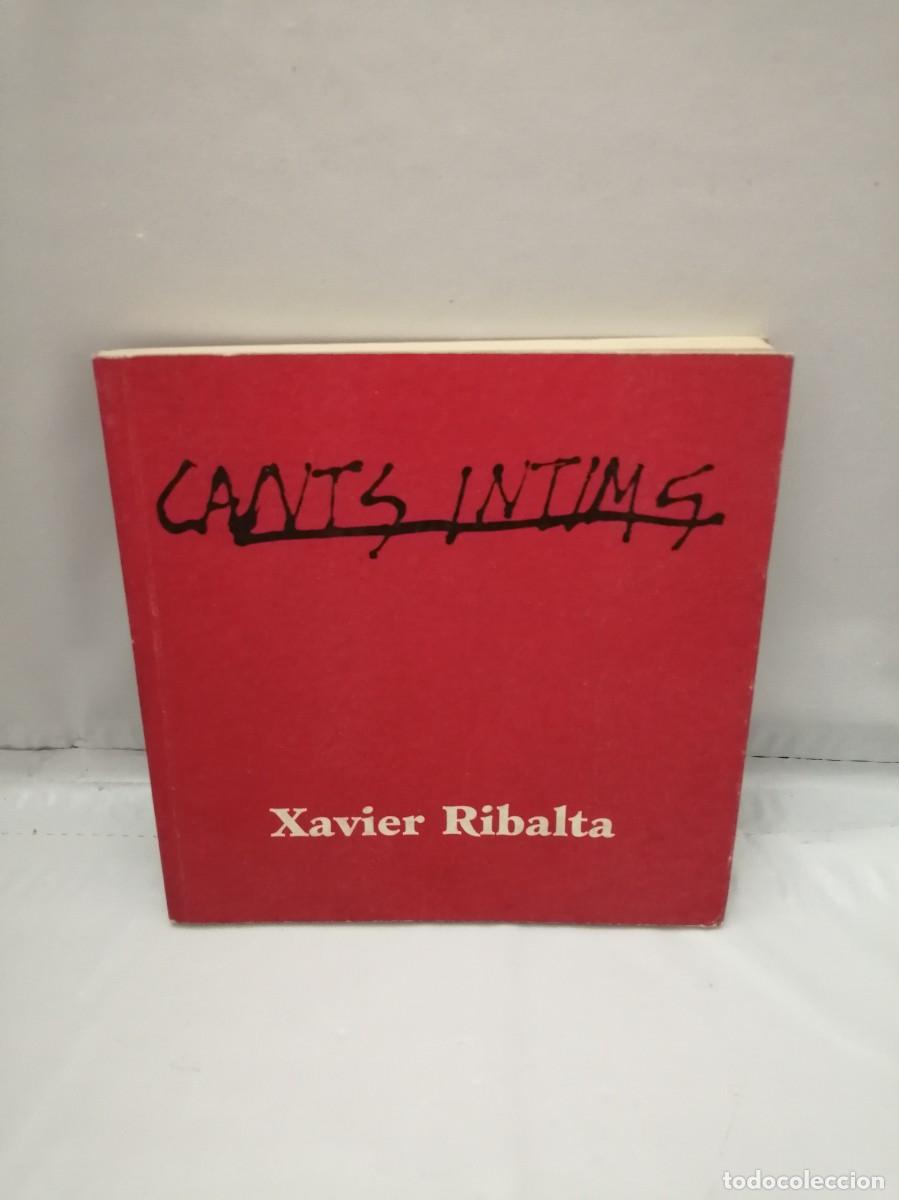 CANTS INTIMS
Xavier Ribalta
todocoleccion